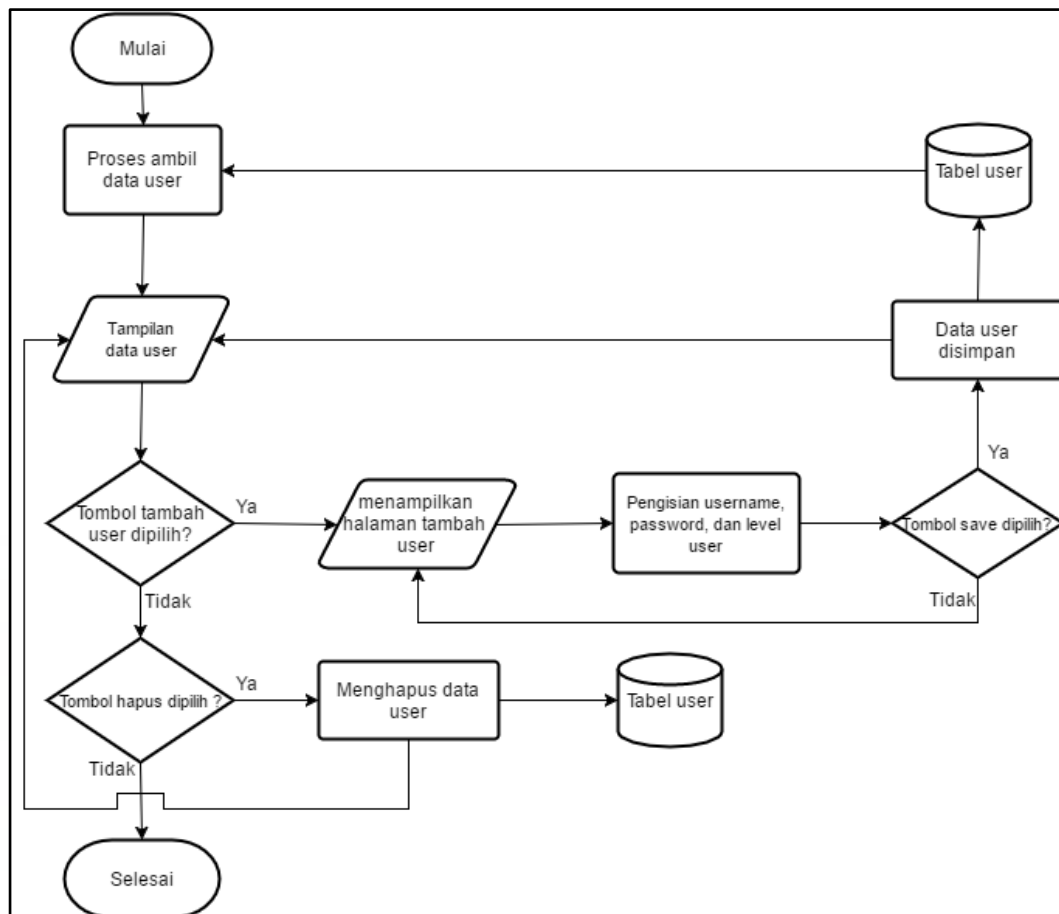 Mulai
Proses ambil
data user
Tabel user
Tampilan
data user
Data user
disimpan
Ya
Tombol tambah
user dipilih?
Ya
menampilkan
halaman tambah
user
Pengisian username,
password, dan level
user
Tombol save dipilih?
Tidak
Tidak
Tombol hapus dipilih ?
Ya
Menghapus data
user
Tabel user
Tidak
Selesai